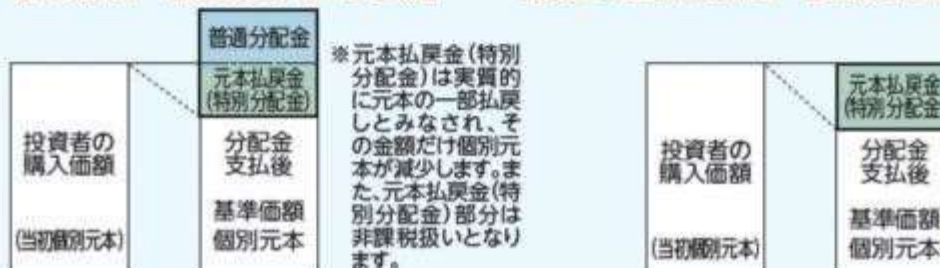 普通分配金
元本払戻金
(特別分配金)
投資者の
購入価額
(当初個別元本)
分配金
支払後
基準価額
個別元本
※元本払戻金(特別
分配金)は実質的
に元本の一部払戻
しとみなされ、そ
の金額だけ個別元
本が減少します。ま
た、元本払戻金(特
別分配金)部分は
非課税扱いとなり
ます。
投資者の
購入価額
(当初個別元本)
元本払戻金
(特別分配金
分配金
支払後
基準価額
個別元本